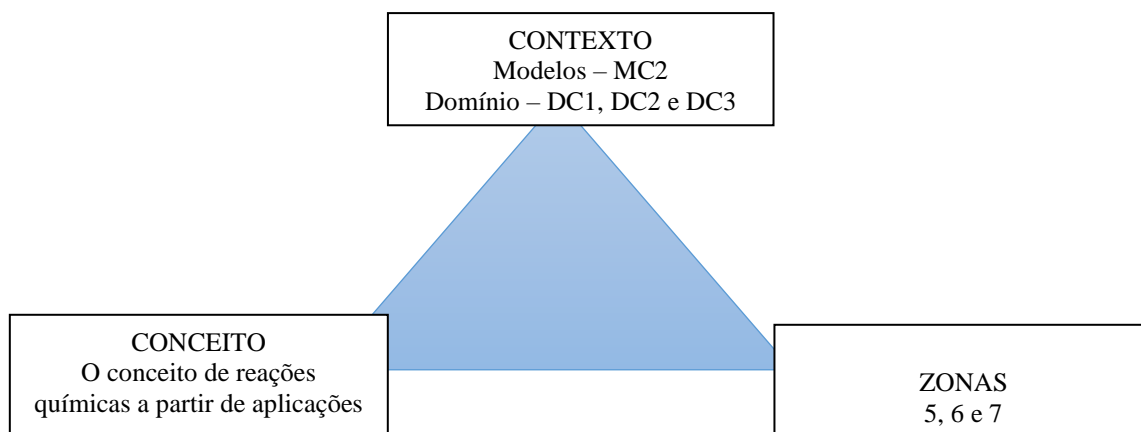 CONTEXTO
Modelos – MC2
Domínio – DC1, DC2 e DC3
CONCEITO
O conceito de reações
químicas a partir de aplicações
ZONAS
5, 6 e 7